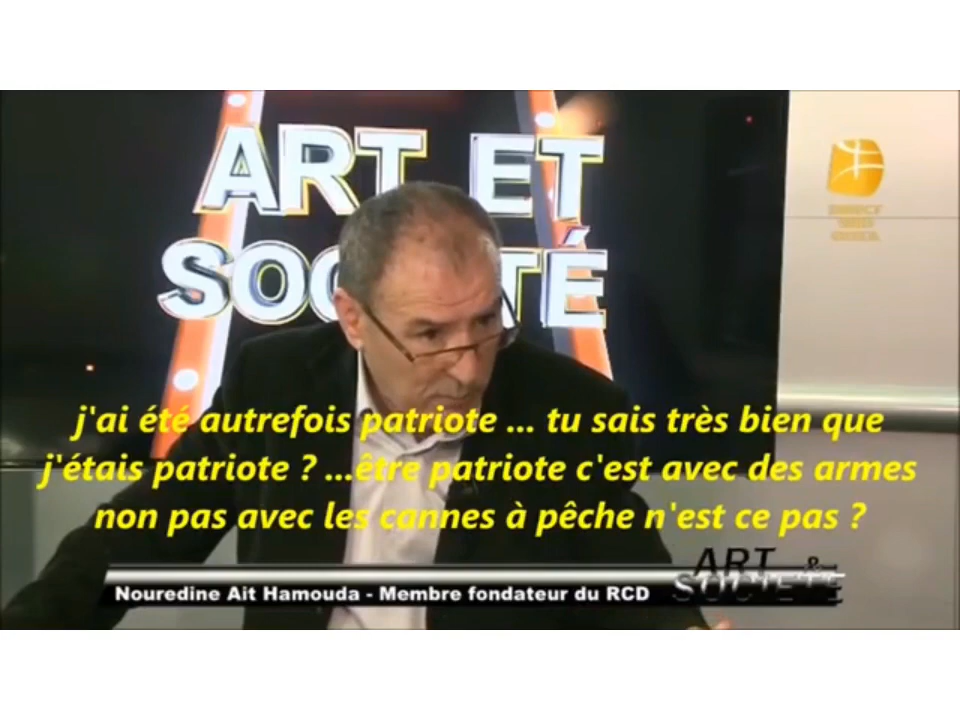 ART ET
SOCIÉTÉ
j'ai été autrefois patriote ... tu sais très bien que
j'étais patriote ? ...être patriote c'est avec des armes
non pas avec les cannes à pêche n'est ce pas ?
ART &
SOCIETE
Nouredine Ait Hamouda - Membre fondateur du RCD